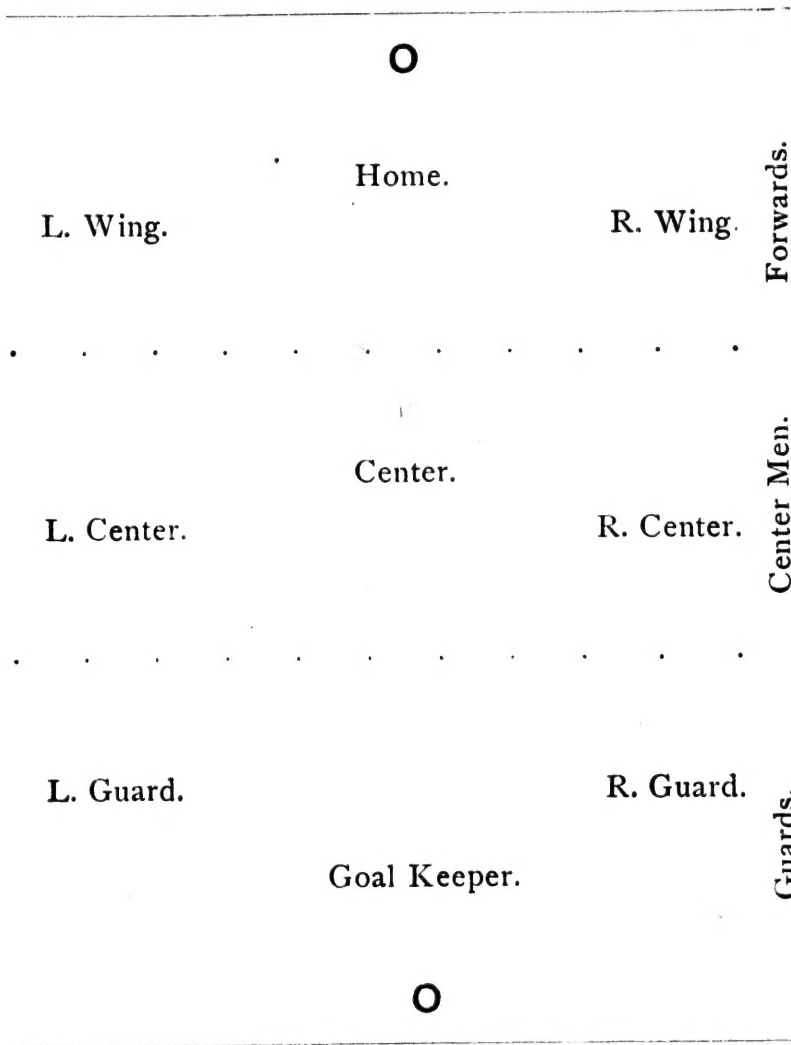 O
Home.
L. Wing. R. Wing.
Forwards.
Center.
L. Center. R. Center.
Center Men.
L. Guard. R. Guard.
Goal Keeper.
Guards.
O